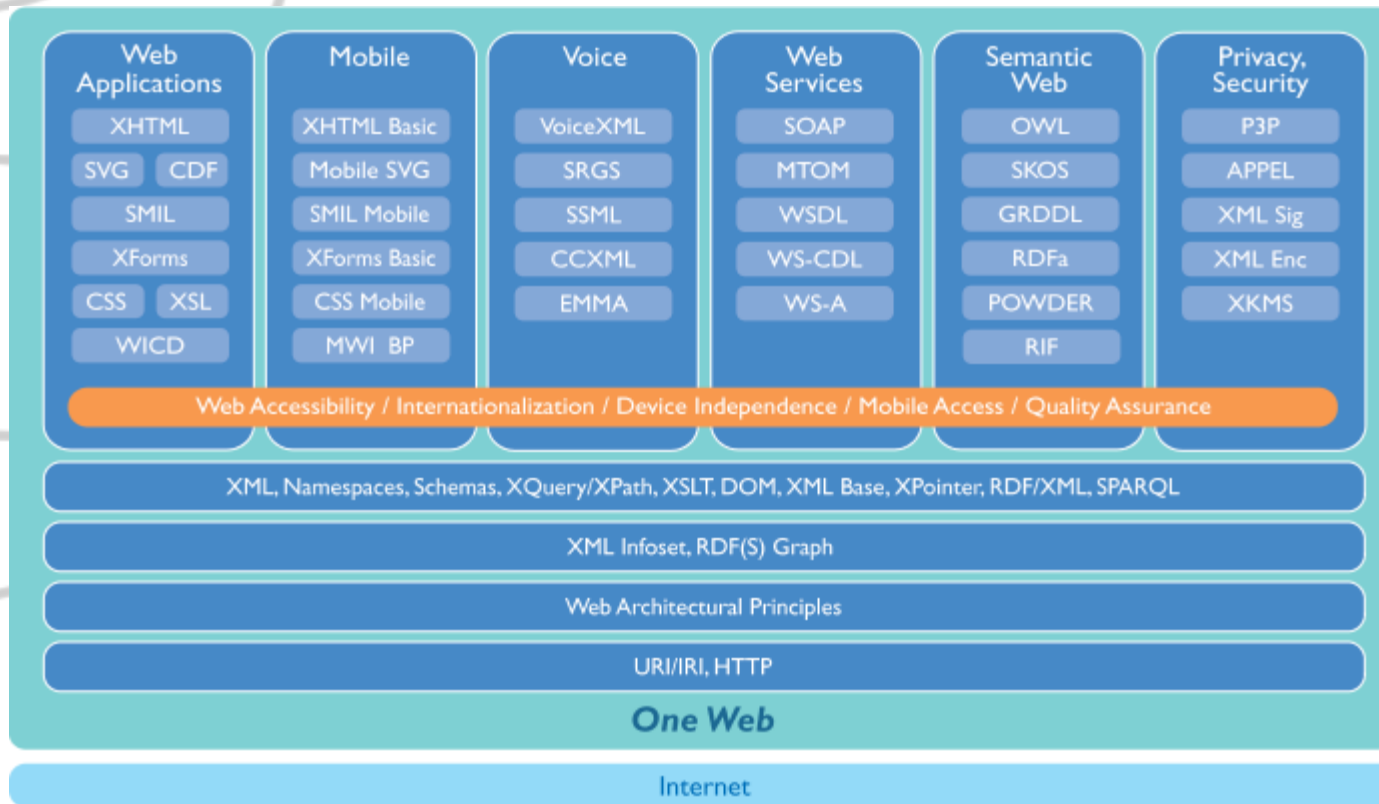 Web
Applications
XHTML
SVG CDF
SMIL
XForms
CSS XSL
WICD
Mobile
XHTML Basic
Mobile SVG
SMIL Mobile
XForms Basic
CSS Mobile
MWI BP
Voice
VoiceXML
SRGS
SSML
CCXML
EMMA
Web
Services
SOAP
MTOM
WSDL
WS-CDL
WS-A
Semantic
Web
OWL
SKOS
GRDDL
RDFa
POWDER
RIF
Privacy,
Security
P3P
APPEL
XML Sig
XML Enc
XKMS
Web Accessibility / Internationalization / Device Independence / Mobile Access / Quality Assurance
XML, Namespaces, Schemas, XQuery/XPath, XSLT, DOM, XML Base, XPointer, RDF/XML, SPARQL
XML Infoset, RDF(S) Graph
Web Architectural Principles
URI/IRI, HTTP
One Web
Internet